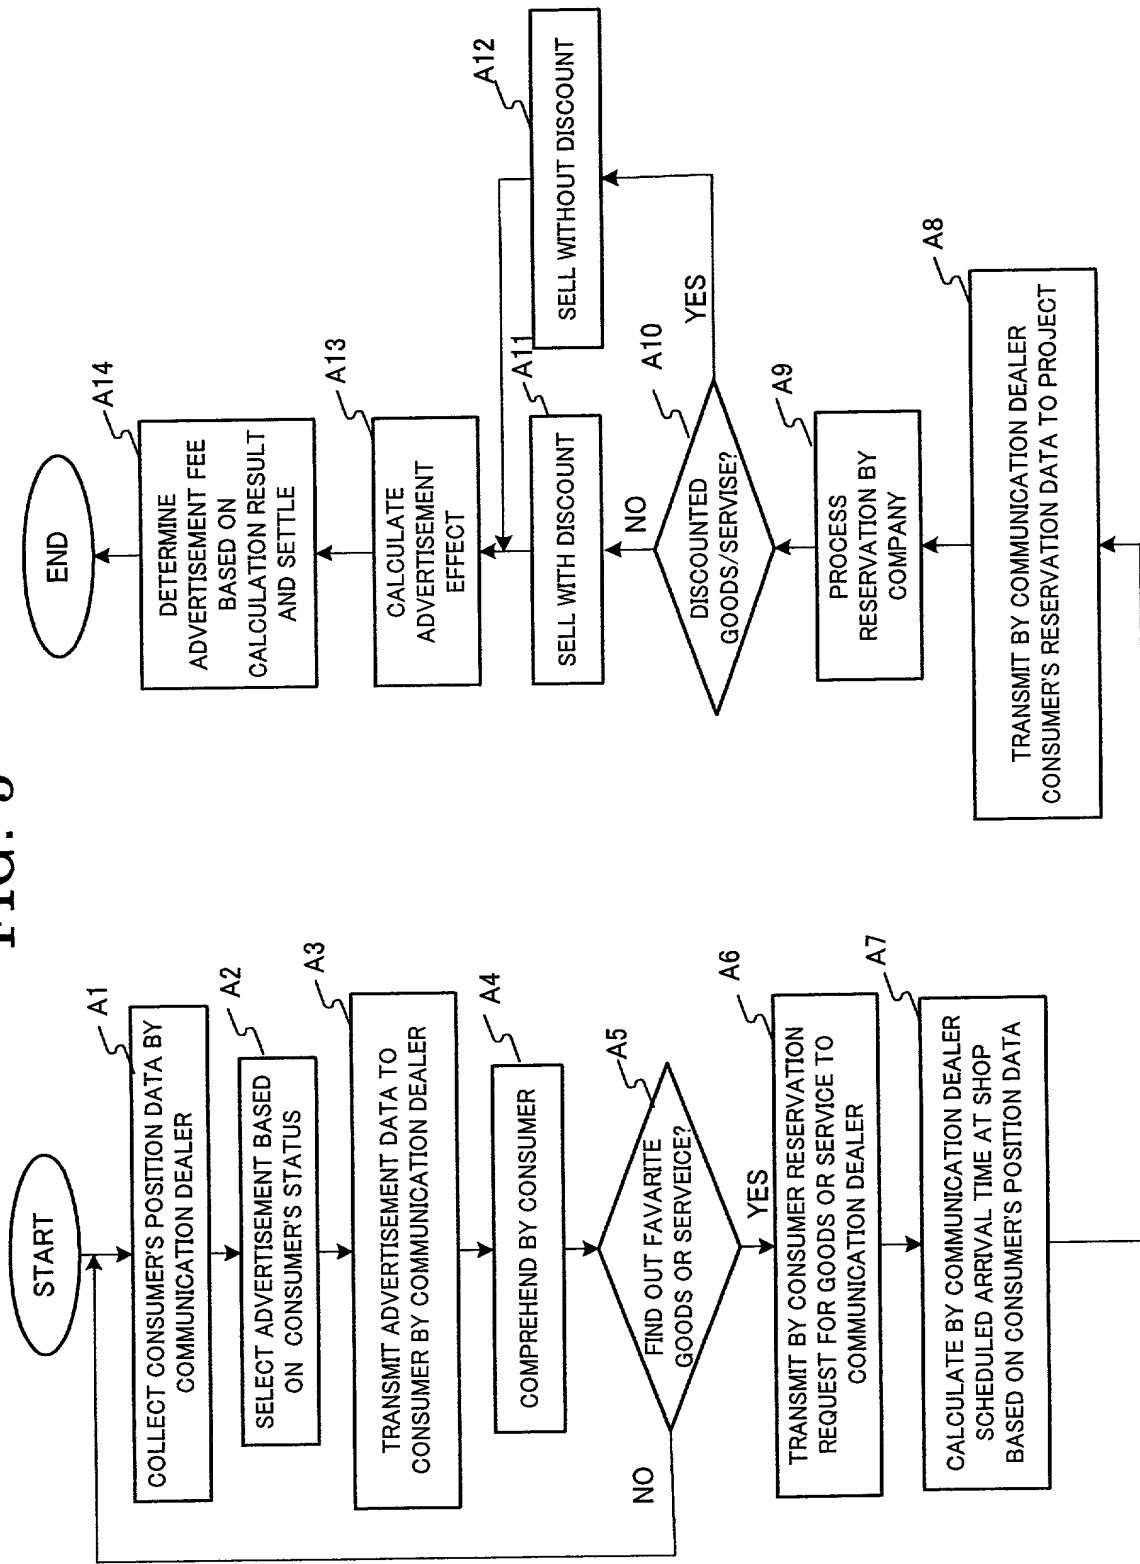 FIG.
START
COLLECT CONSUMER'S POSITION DATA BY
COMMUNICATION DEALER
A1
SELECT ADVERTISEMENT BASED
ON CONSUMER'S STATUS
A2
TRANSMIT ADVERTISEMENT DATA TO
CONSUMER BY COMMUNICATION DEALER
A3
COMPREHEND BY CONSUMER
A4
FIND OUT FAVARITE
GOODS OR SERVEICE?
A5
NO
YES
TRANSMIT BY CONSUMER RESERVATION
REQUEST FOR GOODS OR SERVICE TO
COMMUNICATION DEALER
A6
CALCULATE BY COMMUNICATION DEALER
SCHEDULED ARRIVAL TIME AT SHOP
BASED ON CONSUMER'S POSITION DATA
A7
TRANSMIT BY COMMUNICATION DEALER
CONSUMER'S RESERVATION DATA TO PROJECT
A8
PROCESS
RESERVATION BY
COMPANY
A9
DISCOUNTED
GOODS/SERVISE?
A10
NO
YES
SELL WITH DISCOUNT
A11
SELL WITHOUT DISCOUNT
A12
CALCULATE
ADVERTISEMENT
EFFECT
A13
DETERMINE
ADVERTISEMENT FEE
BASED ON
CALCULATION RESULT
AND SETTLE
A14
END